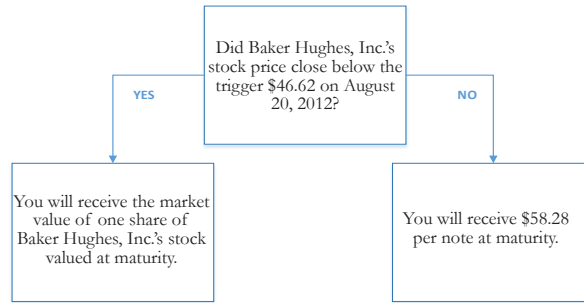 Did Baker Hughes, Inc.'s
stock price close below the
trigger $46.62 on August
20, 2012?
YES
NO
You will receive the market
value of one share of
Baker Hughes, Inc.'s stock
valued at maturity.
You will receive $58.28
per note at maturity.